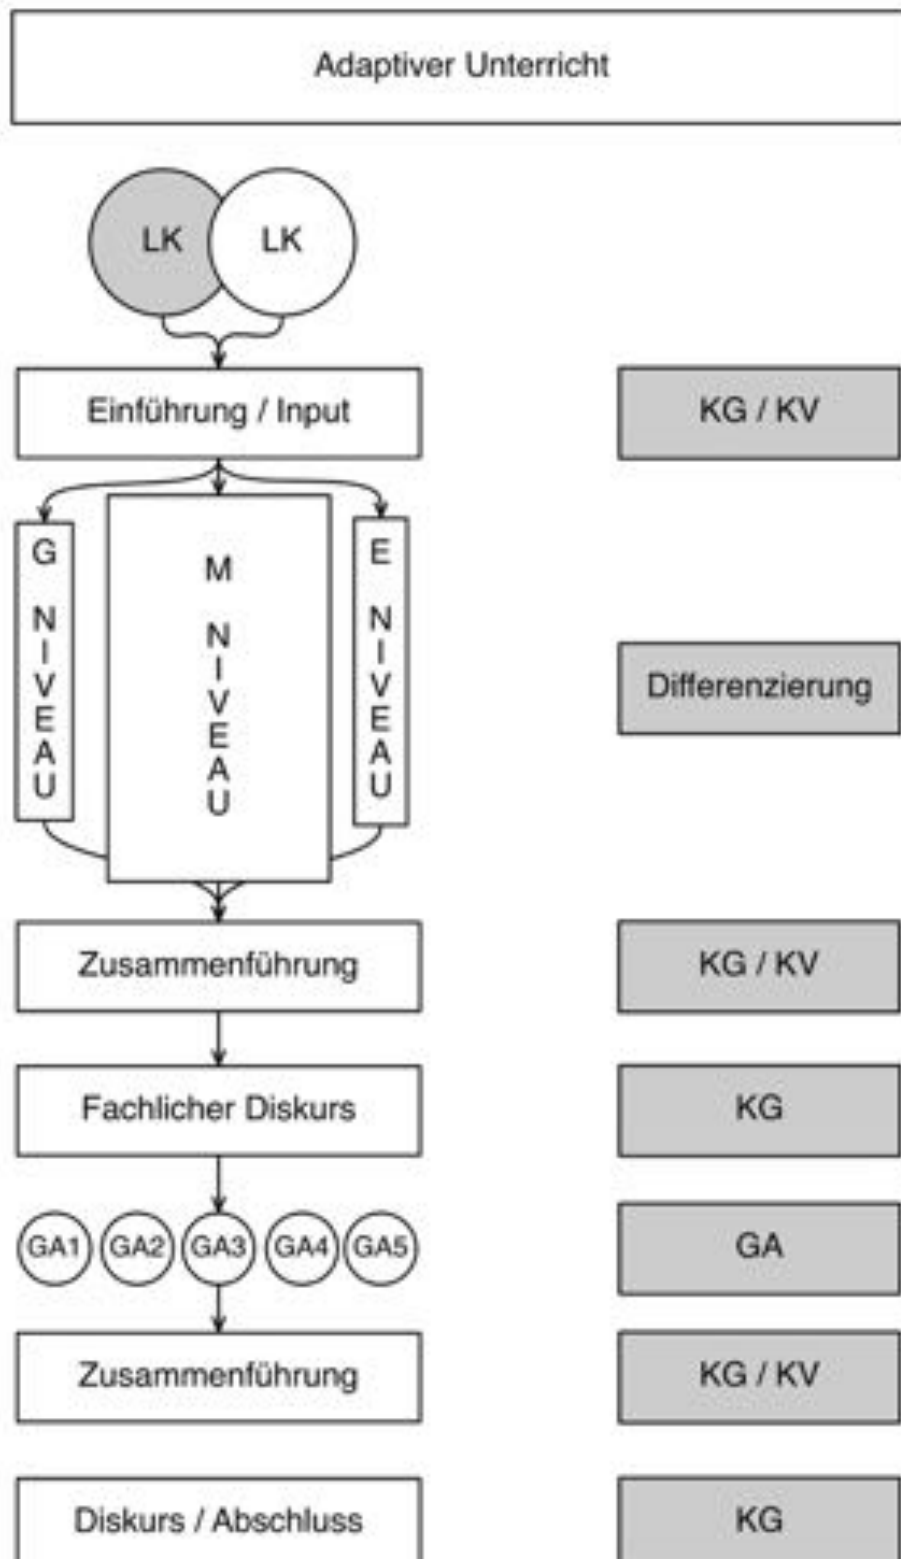 Adaptiver Unterricht
LK
LK
Einführung / Input
KG / KV
G NIVEAU
M NIVEAU
E NIVEAU
Differenzierung
Zusammenführung
KG / KV
Fachlicher Diskurs
KG
GA1
GA2
GA3
GA4
GA5
GA
Zusammenführung
KG / KV
Diskurs / Abschluss
KG